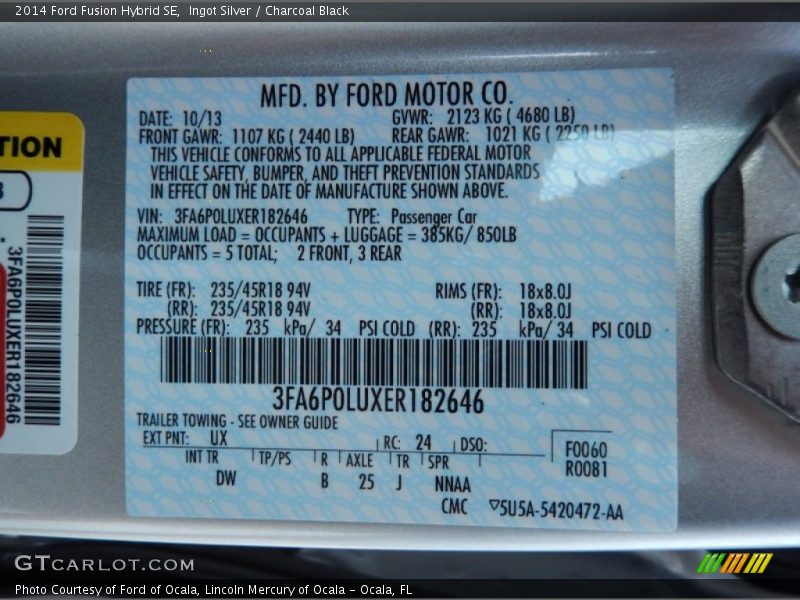 2014 Ford Fusion Hybrid SE, Ingot Silver / Charcoal Black
MFD. BY FORD MOTOR CO.
DATE: 10/13 GVWR: 2123 KG ( 4680 LB)
FRONT GAWR: 1107 KG ( 2440 LB) REAR GAWR: 1021 KG ( 2250 LB)
THIS VEHICLE CONFORMS TO ALL APPLICABLE FEDERAL MOTOR
VEHICLE SAFETY, BUMPER, AND THEFT PREVENTION STANDARDS
IN EFFECT ON THE DATE OF MANUFACTURE SHOWN ABOVE.
VIN: 3FA6P0LUXER182646 TYPE: Passenger Car
MAXIMUM LOAD = OCCUPANTS + LUGGAGE = 385KG/ 850LB
OCCUPANTS = 5 TOTAL; 2 FRONT, 3 REAR
TIRE (FR): 235/45R18 94V RIMS (FR): 18x8.0J
(RR): 235/45R18 94V (RR): 18x8.0J
PRESSURE (FR): 235 kPa/ 34 PSI COLD (RR): 235 kPa/ 34 PSI COLD
3FA6P0LUXER182646
TRAILER TOWING - SEE OWNER GUIDE
EXT PNT: UX RC: 24 DSO:
INT TR TP/PS R AXLE TR SPR
DW B 25 J NNAA
F0060
R0081
CMC ▽5U5A-5420472-AA
TION
3FA6P0LUXER182646
GTCARLOT.COM
Photo Courtesy of Ford of Ocala, Lincoln Mercury of Ocala - Ocala, FL